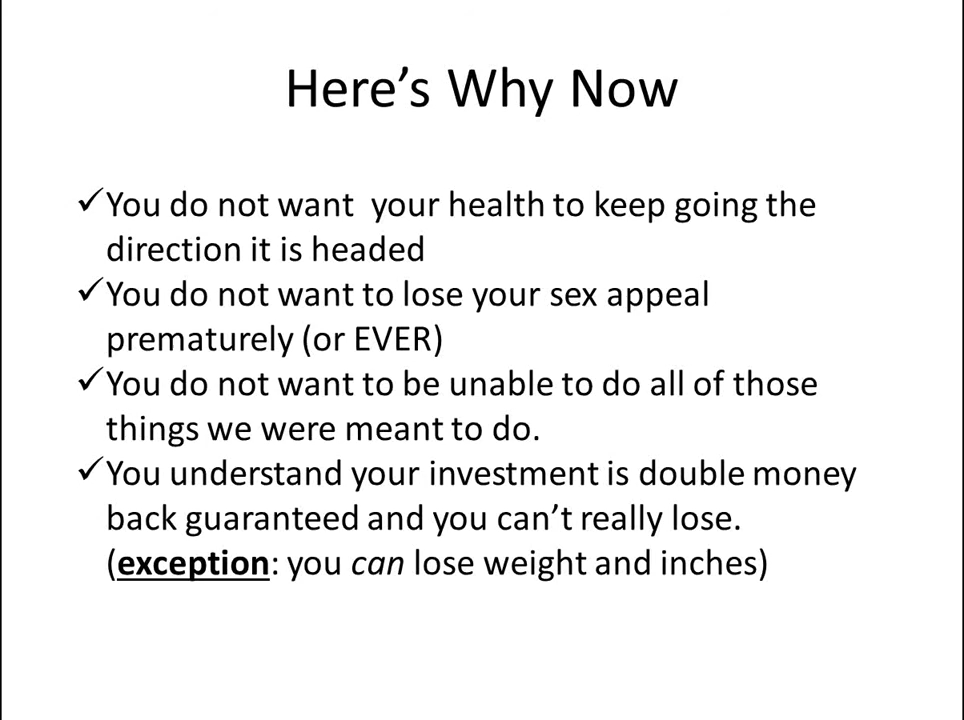 Here’s Why Now
✓You do not want  your health to keep going the
direction it is headed
✓You do not want to lose your sex appeal
prematurely (or EVER)
✓You do not want to be unable to do all of those
things we were meant to do.
✓You understand your investment is double money
back guaranteed and you can’t really lose.
(exception: you can lose weight and inches)